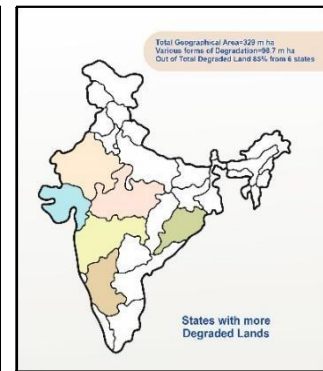 Total Geographical Area=329 m ha
Various forms of Degradation=98.7 m ha
Out of Total Degraded Land 65% from 6 states
States with more
Degraded Lands